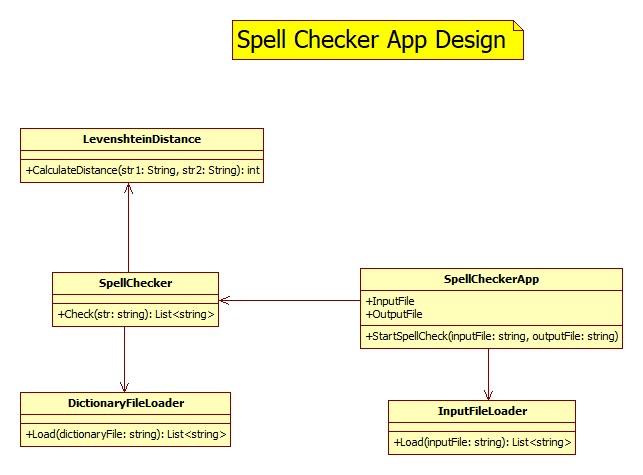 Spell Checker App Design
LevenshteinDistance
+CalculateDistance(str1: String, str2: String): int
SpellChecker
+Check(str: string): List<string>
SpellCheckerApp
+InputFile
+OutputFile
+StartSpellCheck(inputFile: string, outputFile: string)
DictionaryFileLoader
+Load(dictionaryFile: string): List<string>
InputFileLoader
+Load(inputFile: string): List<string>